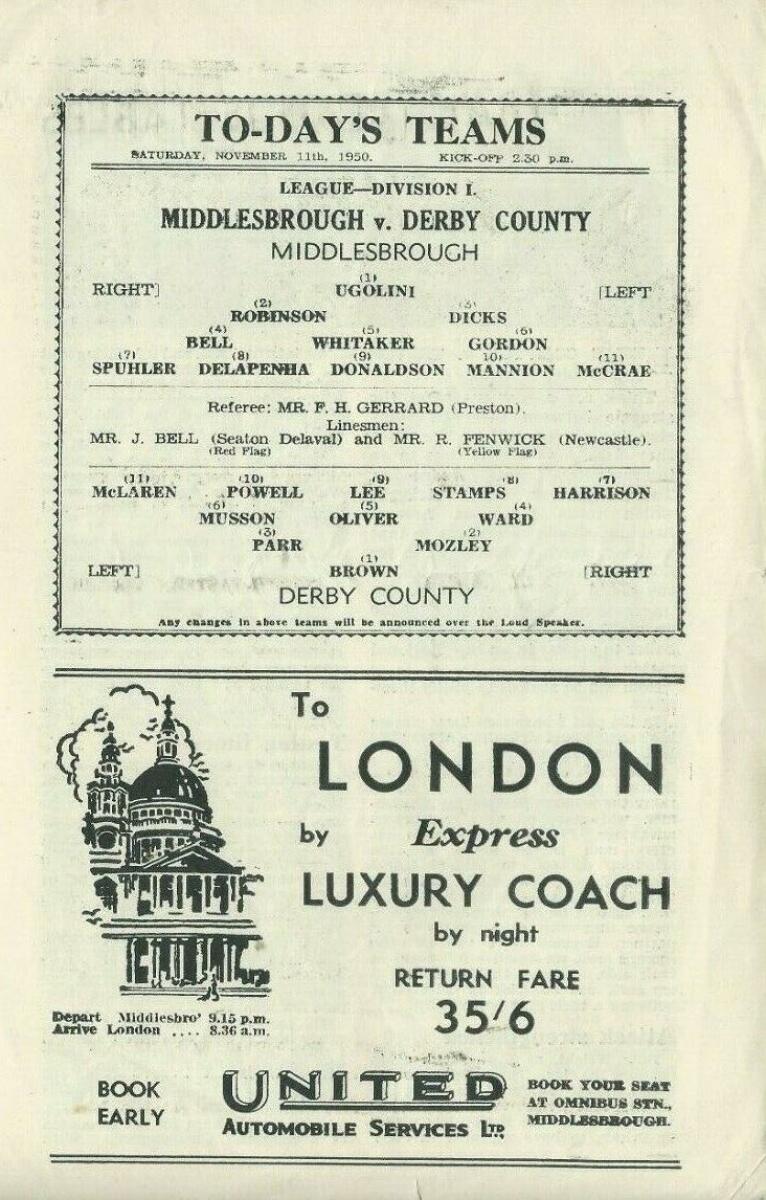 TO-DAY'S TEAMS
SATURDAY, NOVEMBER 11th, 1950. KICK-OFF 2.30 p.m.
LEAGUE—DIVISION I.
MIDDLESBROUGH v. DERBY COUNTY
MIDDLESBROUGH
(1)
RIGHT] UGOLINI [LEFT
(2) (3)
ROBINSON DICKS
(4) (5) (6)
BELL WHITAKER GORDON
(7) (8) (9) 10) (11)
SPUHLER DELAPENHA DONALDSON MANNION McCRAE
Referee: MR. F. H. GERRARD (Preston).
Linesmen:
MR. J. BELL (Seaton Delaval) and MR. R. FENWICK (Newcastle).
(Red Flag) (Yellow Flag)
(11) (10) (9) (8) (7)
McLAREN POWELL LEE STAMPS HARRISON
(6) (5) (4)
MUSSON OLIVER WARD
(3) (2)
PARR MOZLEY
(1)
LEFT] BROWN [RIGHT
DERBY COUNTY
Any changes in above teams will be announced over the Loud Speaker.
To
LONDON
by Express
LUXURY COACH
by night
RETURN FARE
35/6
Depart Middlesbro' 9.15 p.m.
Arrive London .... 8.36 a.m.
BOOK EARLY
UNITED
AUTOMOBILE SERVICES LTD,
BOOK YOUR SEAT
AT OMNIBUS STN.,
MIDDLESBROUGH.